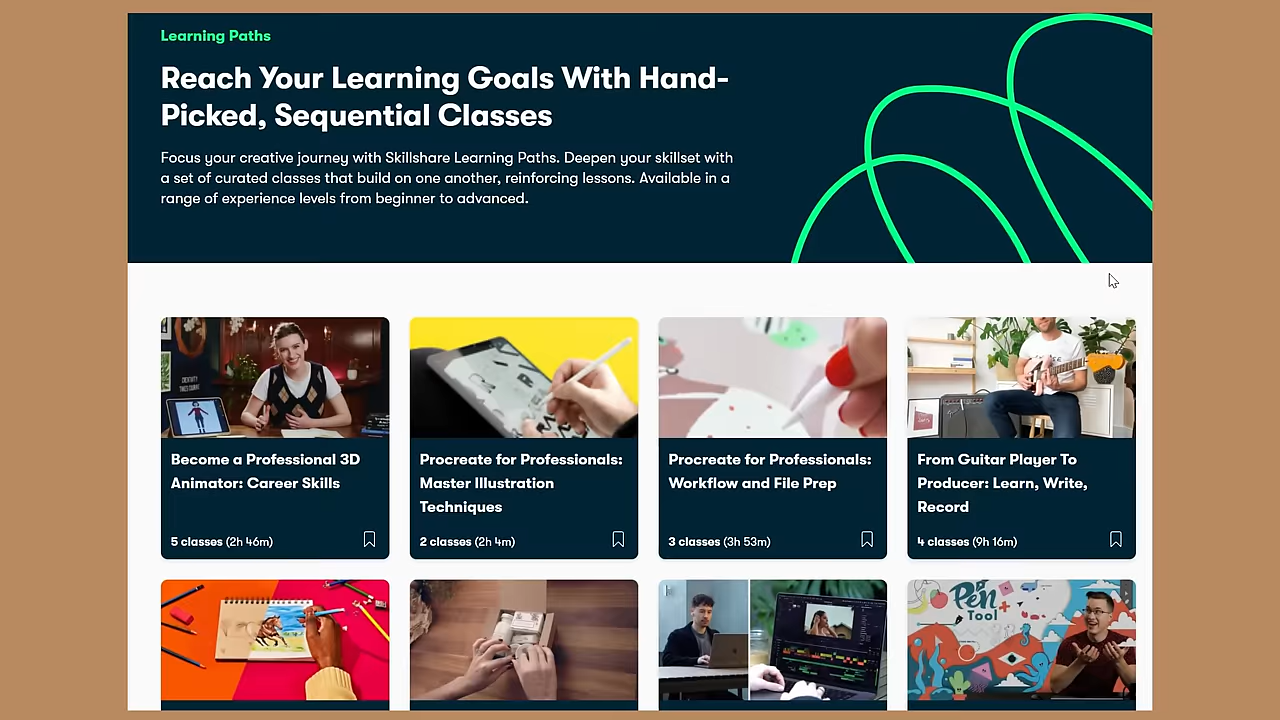 Learning Paths
Reach Your Learning Goals With Hand-
Picked, Sequential Classes
Focus your creative journey with Skillshare Learning Paths. Deepen your skillset with
a set of curated classes that build on one another, reinforcing lessons. Available in a
range of experience levels from beginner to advanced.
Become a Professional 3D
Animator: Career Skills
5 classes (2h 46m)
Procreate for Professionals:
Master Illustration
Techniques
2 classes (2h 4m)
Procreate for Professionals:
Workflow and File Prep
3 classes (3h 53m)
From Guitar Player To
Producer: Learn, Write,
Record
4 classes (9h 16m)
Pen
Tool